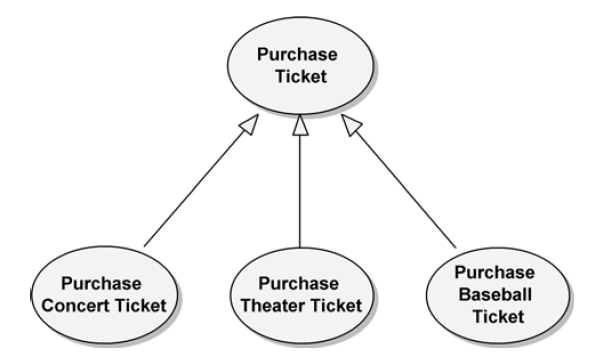 Purchase
Ticket
Purchase
Concert Ticket
Purchase
Theater Ticket
Purchase
Baseball
Ticket